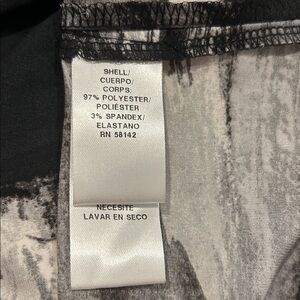 SHELL/
CUERPO/
CORPS:
97% POLYESTER/
POLIÉSTER
3% SPANDEX/
ELASTANO
RN 58142
NECESITE
LAVAR EN SECO